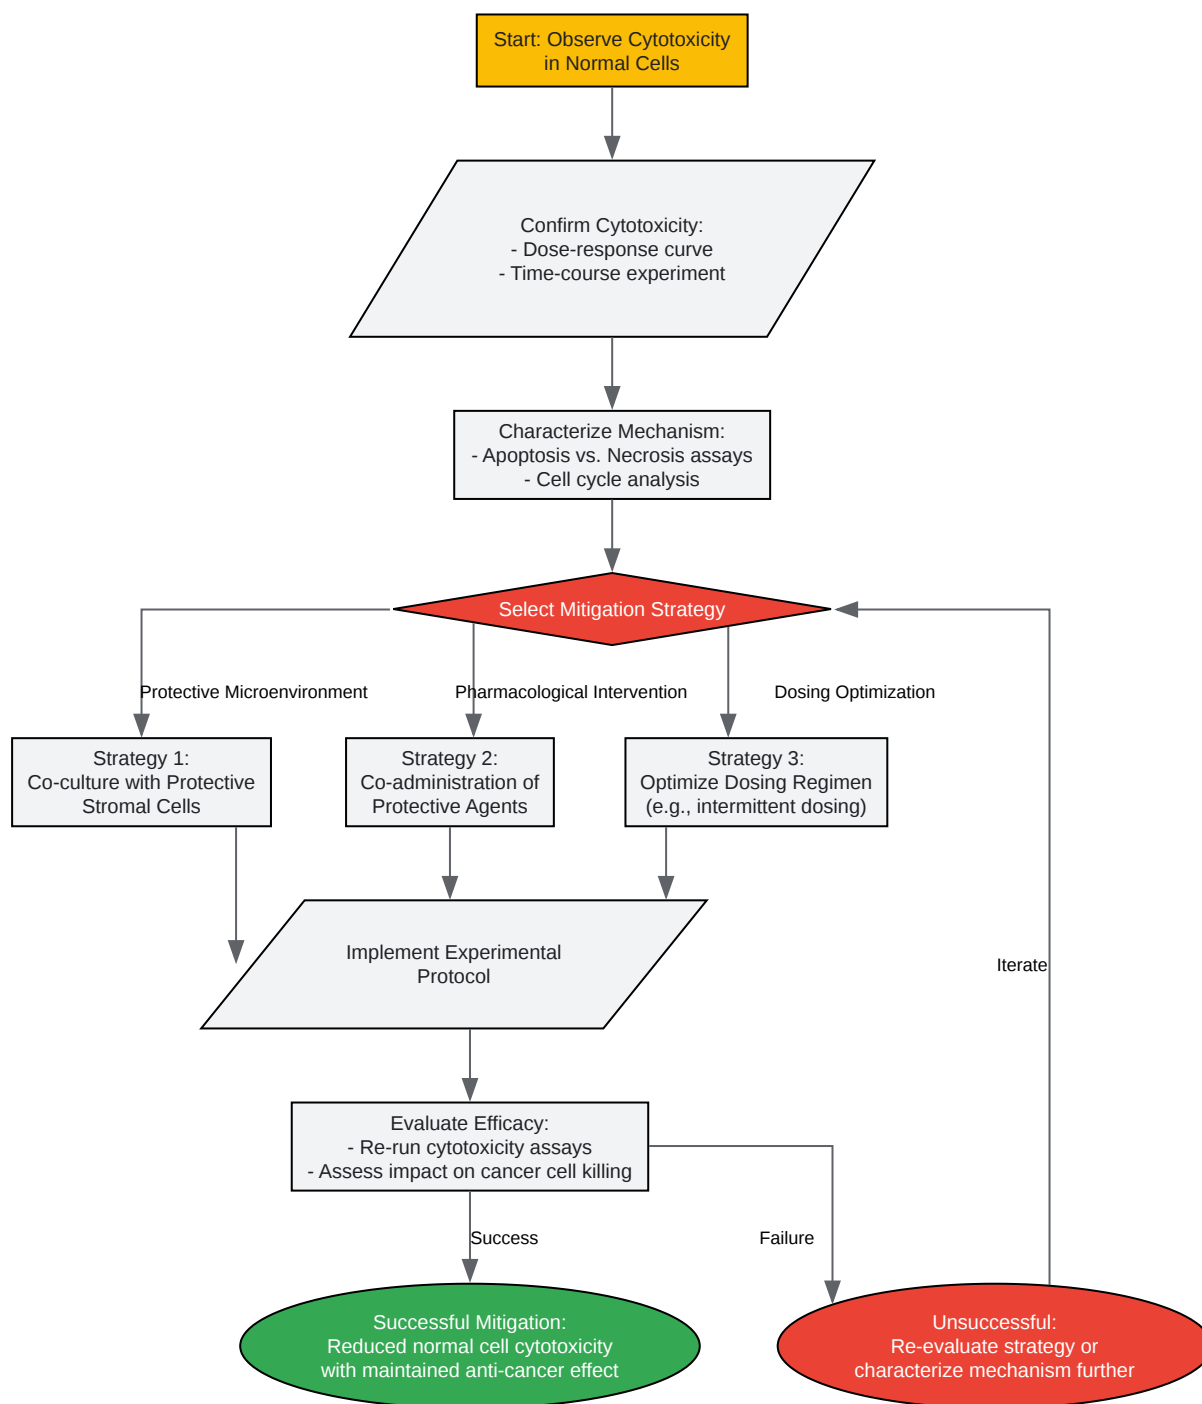 Start: Observe Cytotoxicity
in Normal Cells
Confirm Cytotoxicity:
- Dose-response curve
- Time-course experiment
Characterize Mechanism:
- Apoptosis vs. Necrosis assays
- Cell cycle analysis
Select Mitigation Strategy
Protective Microenvironment
Pharmacological Intervention
Dosing Optimization
Strategy 1:
Co-culture with Protective
Stromal Cells
Strategy 2:
Co-administration of
Protective Agents
Strategy 3:
Optimize Dosing Regimen
(e.g., intermittent dosing)
Implement Experimental
Protocol
Iterate
Evaluate Efficacy:
- Re-run cytotoxicity assays
- Assess impact on cancer cell killing
Success
Failure
Successful Mitigation:
Reduced normal cell cytotoxicity
with maintained anti-cancer effect
Unsuccessful:
Re-evaluate strategy or
characterize mechanism further